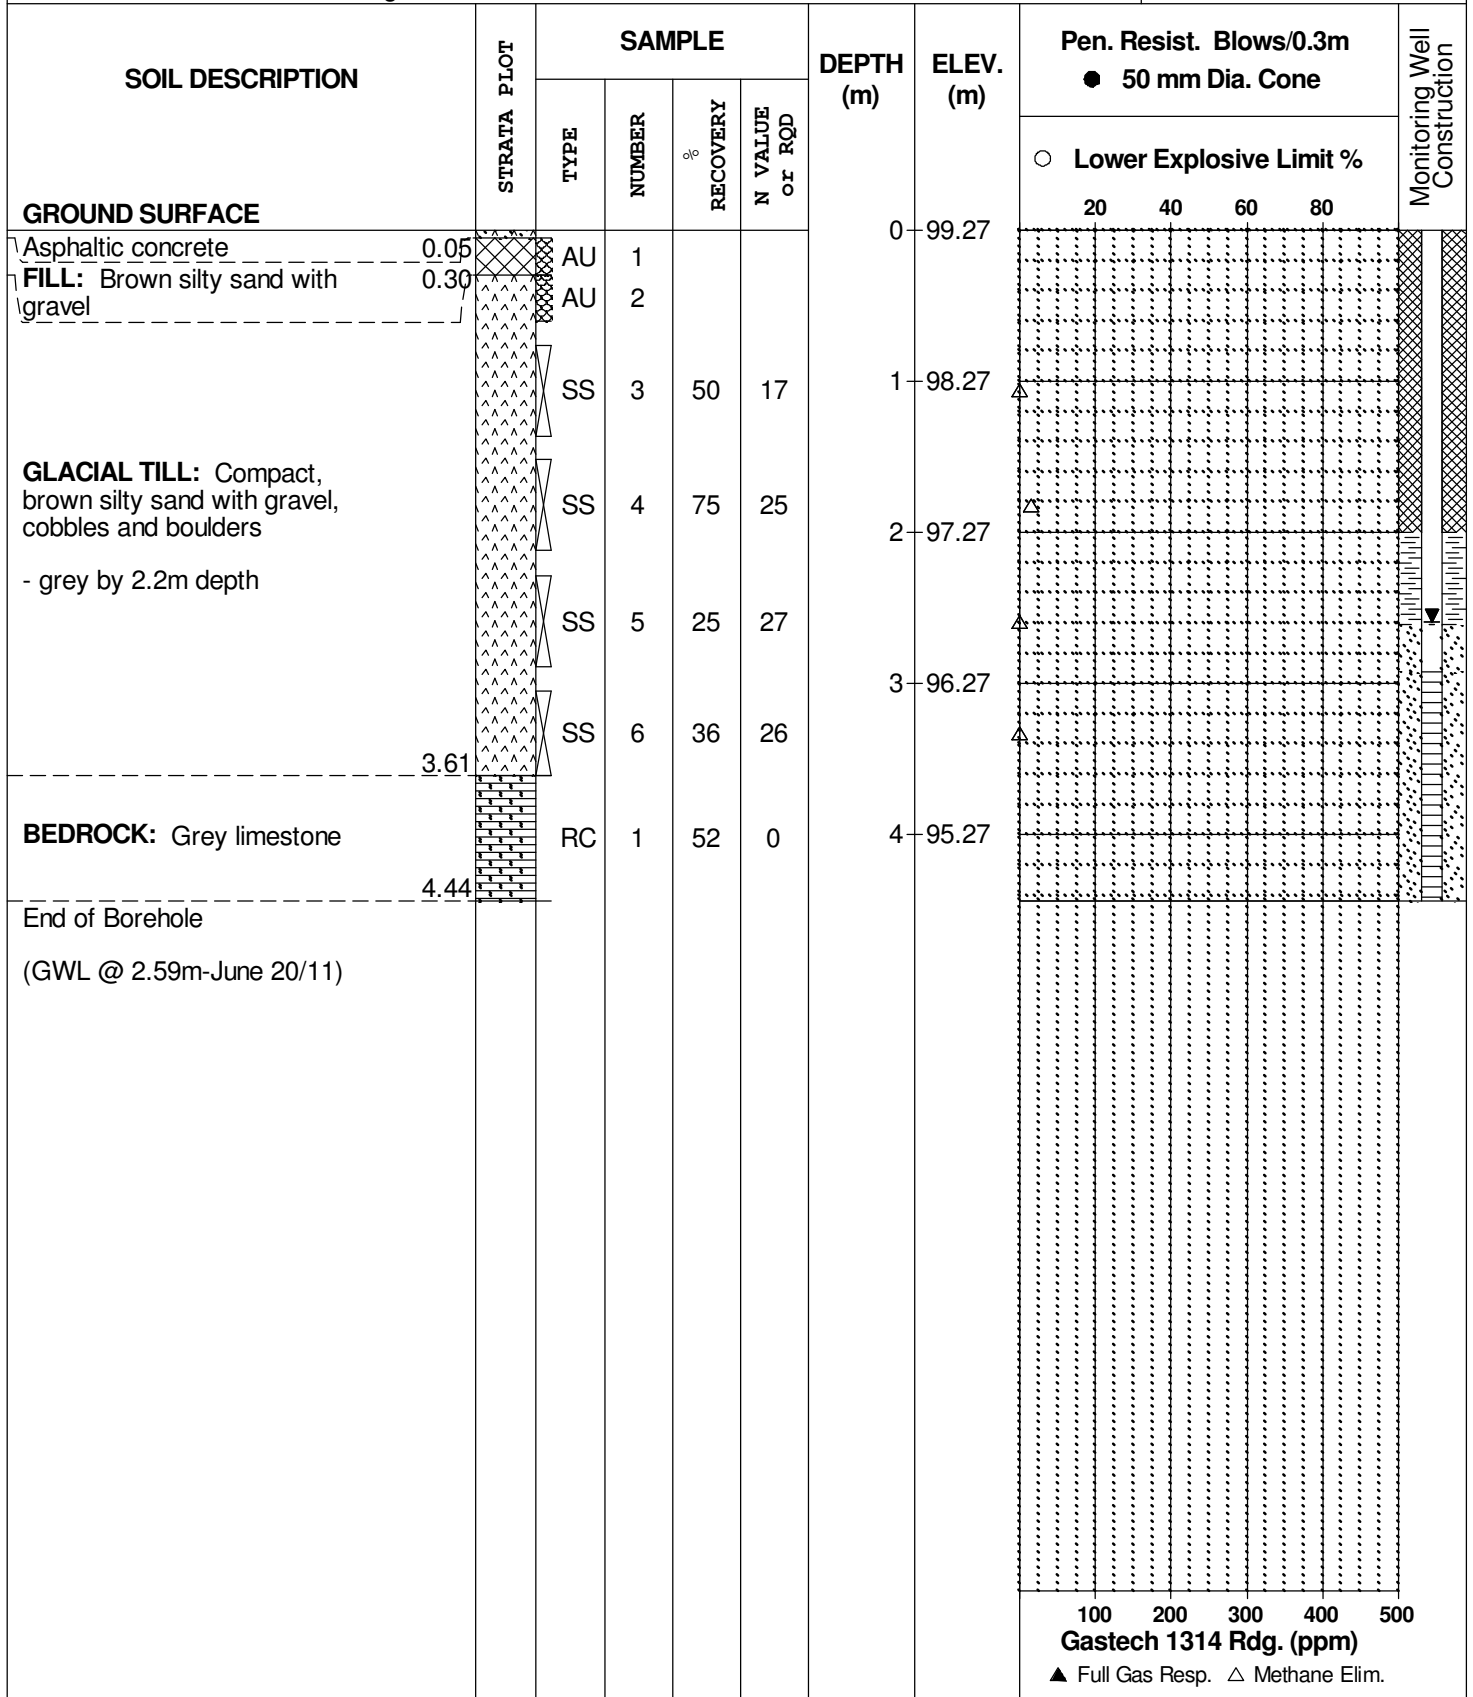 SOIL DESCRIPTION
STRATA PLOT
SAMPLE
TYPE
NUMBER
% RECOVERY
N VALUE or RQD
DEPTH (m)
ELEV. (m)
Pen. Resist. Blows/0.3m
● 50 mm Dia. Cone
○ Lower Explosive Limit %
20 40 60 80
Monitoring Well Construction
GROUND SURFACE
0 99.27
Asphaltic concrete 0.05
AU 1
FILL: Brown silty sand with 0.30
gravel
AU 2
SS 3 50 17
1 98.27
GLACIAL TILL: Compact,
brown silty sand with gravel,
cobbles and boulders
SS 4 75 25
2 97.27
- grey by 2.2m depth
SS 5 25 27
3 96.27
SS 6 36 26
3.61
BEDROCK: Grey limestone
RC 1 52 0
4 95.27
4.44
End of Borehole
(GWL @ 2.59m-June 20/11)
100 200 300 400 500
Gastech 1314 Rdg. (ppm)
▲ Full Gas Resp. △ Methane Elim.